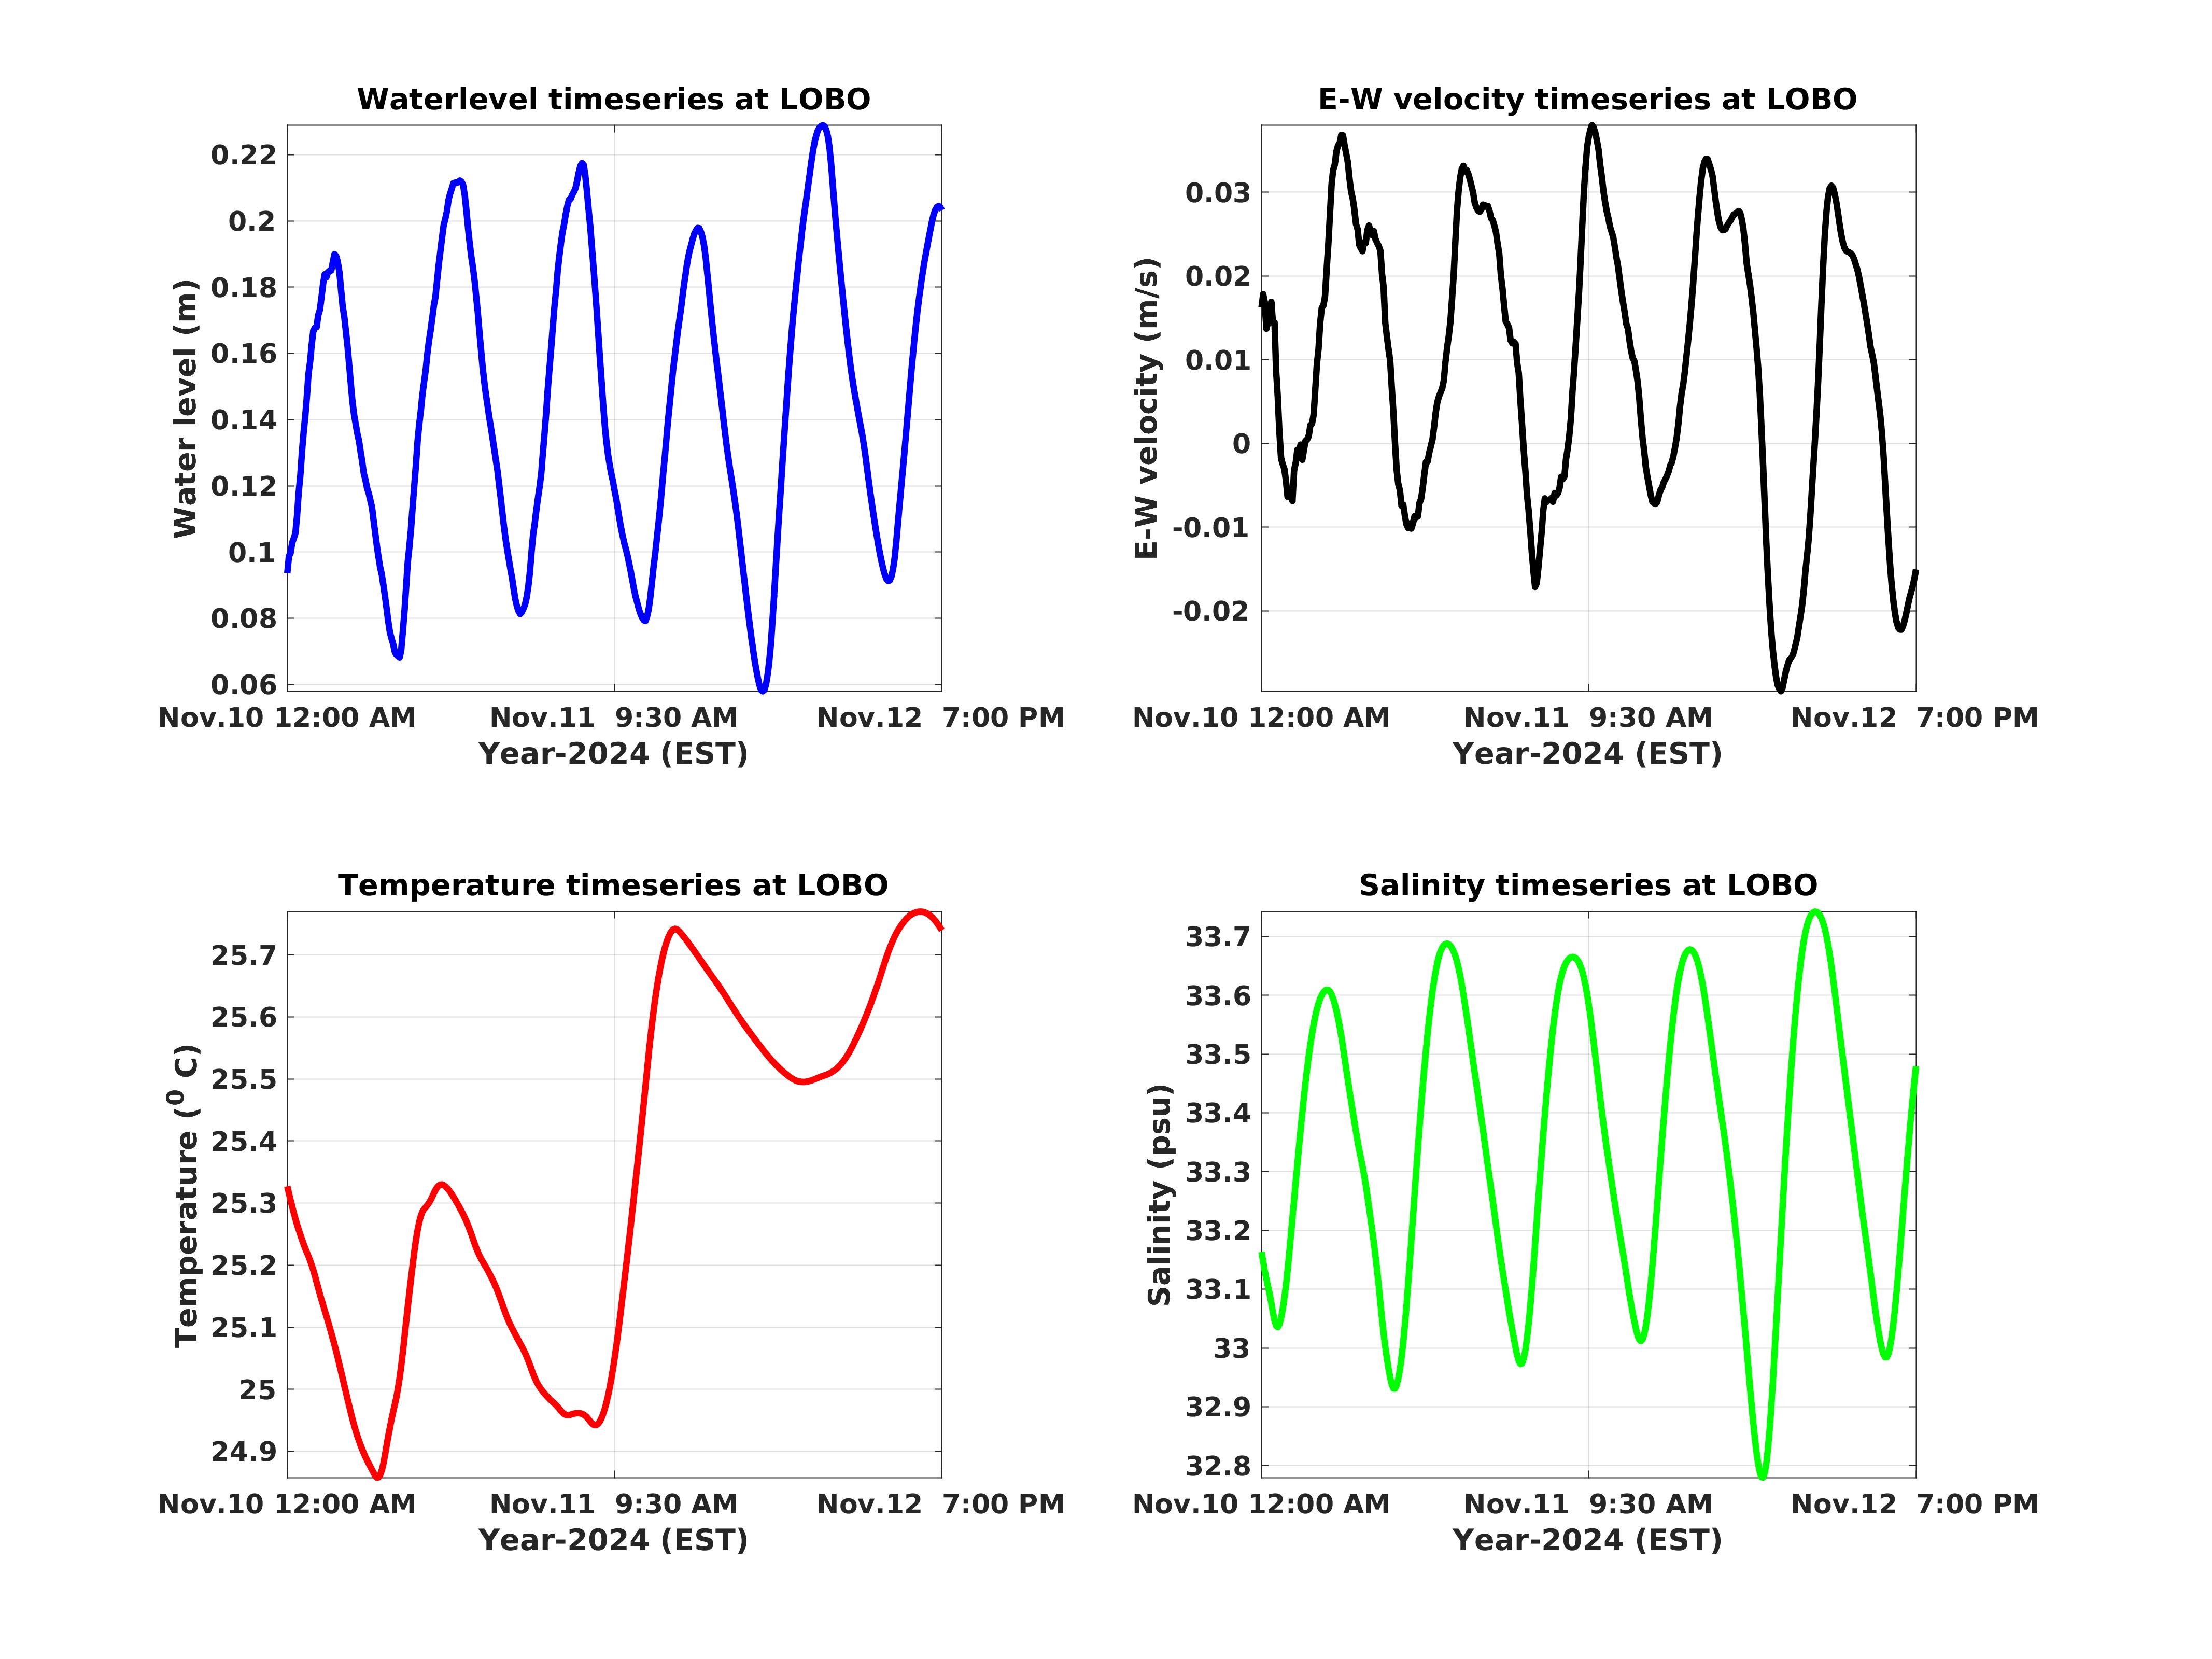 Waterlevel timeseries at LOBO
0.22
0.2
0.18
0.16
0.14
0.12
0.1
0.08
0.06
Water level (m)
Nov.10 12:00 AM Nov.11 9:30 AM Nov.12 7:00 PM
Year-2024 (EST)
E-W velocity timeseries at LOBO
0.03
0.02
0.01
0
-0.01
-0.02
E-W velocity (m/s)
Nov.10 12:00 AM Nov.11 9:30 AM Nov.12 7:00 PM
Year-2024 (EST)
Temperature timeseries at LOBO
25.7
25.6
25.5
25.4
25.3
25.2
25.1
25
24.9
Temperature (⁰ C)
Nov.10 12:00 AM Nov.11 9:30 AM Nov.12 7:00 PM
Year-2024 (EST)
Salinity timeseries at LOBO
33.7
33.6
33.5
33.4
33.3
33.2
33.1
33
32.9
32.8
Salinity (psu)
Nov.10 12:00 AM Nov.11 9:30 AM Nov.12 7:00 PM
Year-2024 (EST)